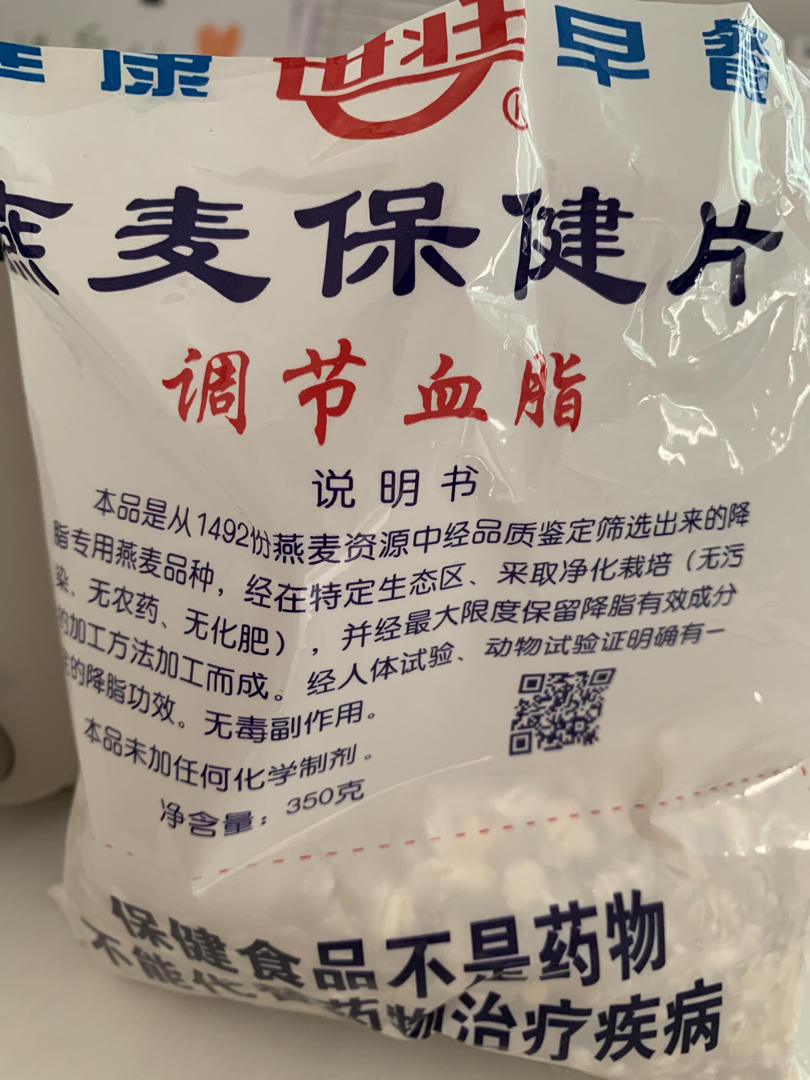 健康 世壮 早餐
®
燕麦保健片
调节血脂
说明书
本品是从1492份燕麦资源中经品质鉴定筛选出来的降
脂专用燕麦品种，经在特定生态区、采取净化栽培（无污
染、无农药、无化肥），并经最大限度保留降脂有效成分
的加工方法加工而成。经人体试验、动物试验证明确有一
定的降脂功效。无毒副作用。
本品未加任何化学制剂。
净含量：350克
保健食品不是药物
不能代替药物治疗疾病